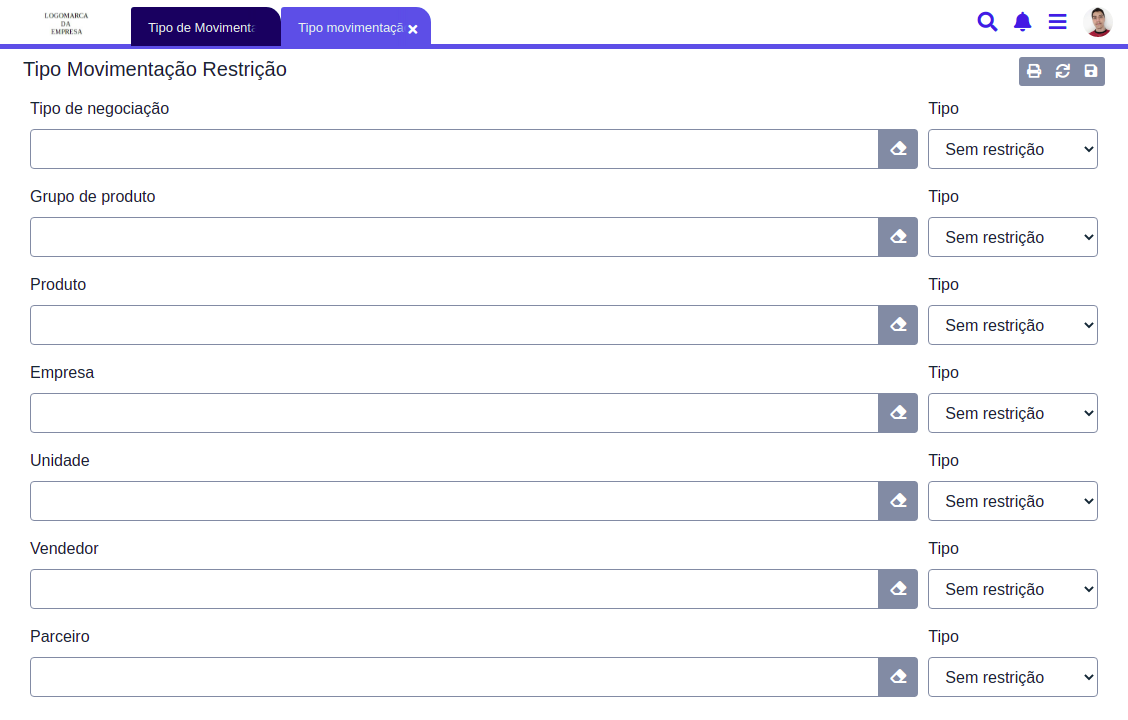 LOGOMARCA
DA
EMPRESA
Tipo de Movimenta
Tipo movimentaçã
Tipo Movimentação Restrição
Tipo de negociação
Tipo
Sem restrição
Grupo de produto
Tipo
Sem restrição
Produto
Tipo
Sem restrição
Empresa
Tipo
Sem restrição
Unidade
Tipo
Sem restrição
Vendedor
Tipo
Sem restrição
Parceiro
Tipo
Sem restrição